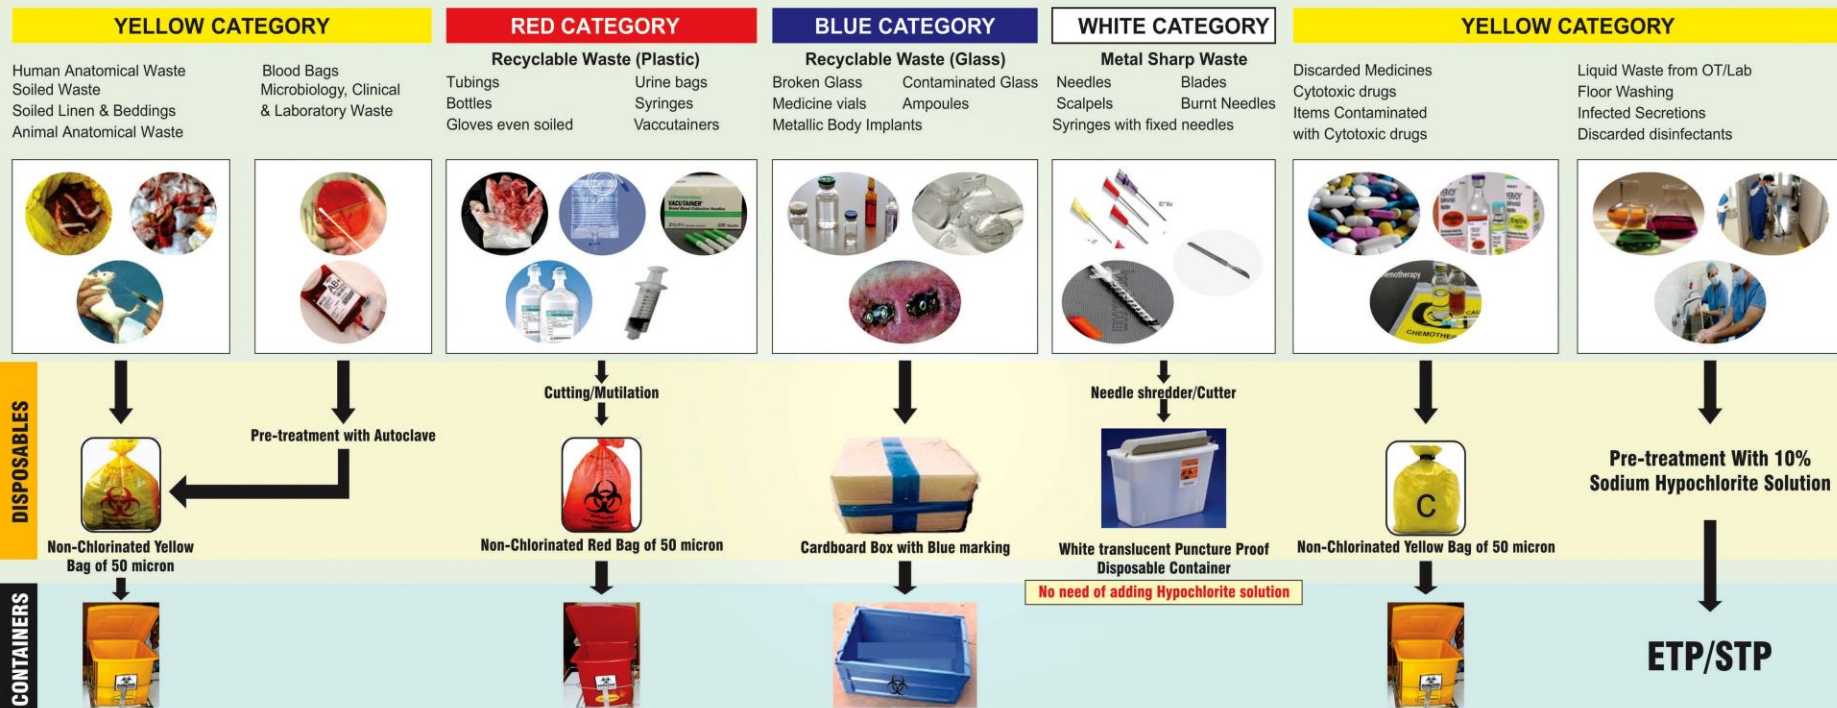 YELLOW CATEGORY
Human Anatomical Waste
Soiled Waste
Soiled Linen & Beddings
Animal Anatomical Waste
Blood Bags
Microbiology, Clinical
& Laboratory Waste
RED CATEGORY
Recyclable Waste (Plastic)
Tubings
Bottles
Gloves even soiled
Urine bags
Syringes
Vaccutainers
BLUE CATEGORY
Recyclable Waste (Glass)
Broken Glass
Medicine vials
Metallic Body Implants
Contaminated Glass
Ampoules
WHITE CATEGORY
Metal Sharp Waste
Needles
Scalpels
Syringes with fixed needles
Blades
Burnt Needles
YELLOW CATEGORY
Discarded Medicines
Cytotoxic drugs
Items Contaminated
with Cytotoxic drugs
Liquid Waste from OT/Lab
Floor Washing
Infected Secretions
Discarded disinfectants
VACUTAINER
emotherapy
CHEMOTHE
DISPOSABLES
Pre-treatment with Autoclave
Non-Chlorinated Yellow
Bag of 50 micron
Cutting/Mutilation
Non-Chlorinated Red Bag of 50 micron
Cardboard Box with Blue marking
Needle shredder/Cutter
White translucent Puncture Proof
Disposable Container
No need of adding Hypochlorite solution
C
Non-Chlorinated Yellow Bag of 50 micron
Pre-treatment With 10%
Sodium Hypochlorite Solution
CONTAINERS
ETP/STP